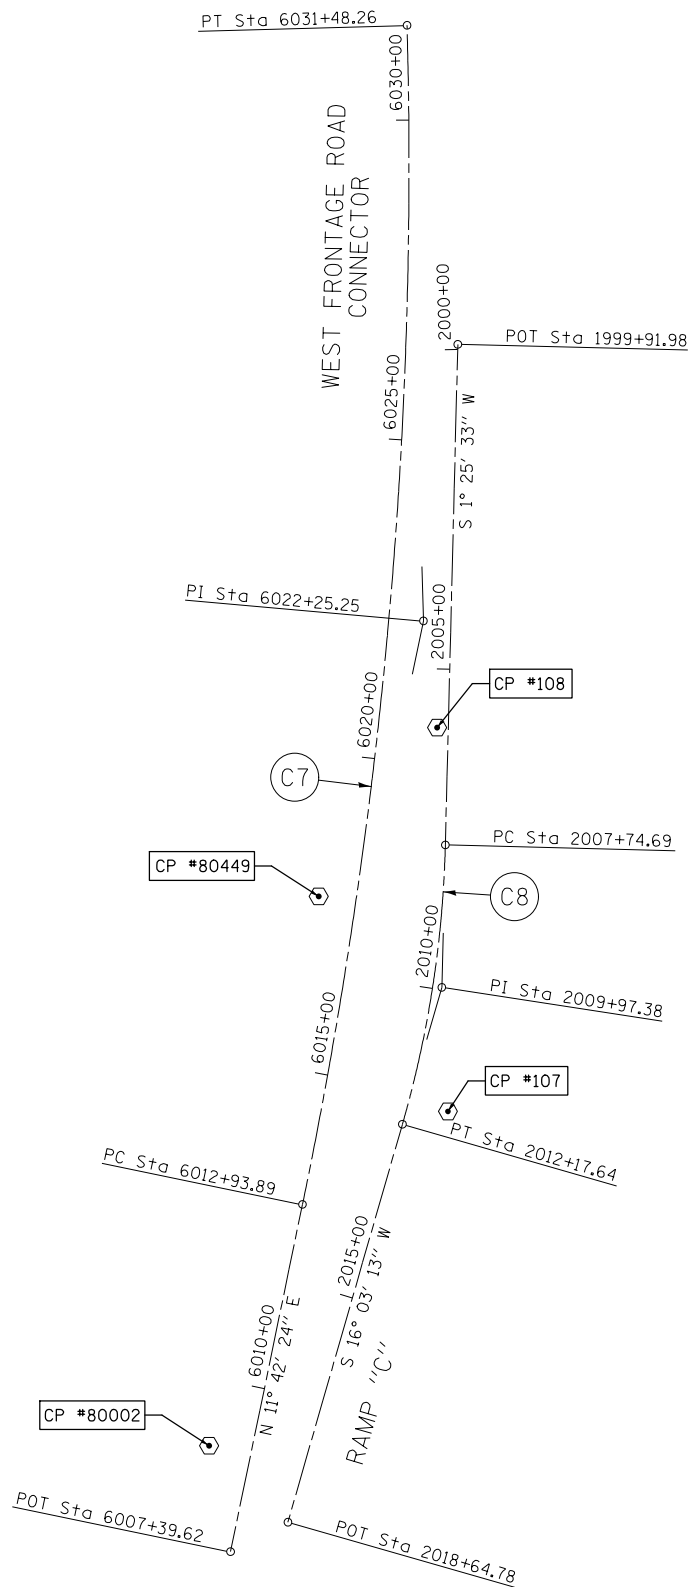 PT Sta 6031+48.26
6030+00
WEST FRONTAGE ROAD
CONNECTOR
2000+00
POT Sta 1999+91.98
6025+00
S 1° 25' 33" W
PI Sta 6022+25.25
2005+00
CP #108
6020+00
C7
PC Sta 2007+74.69
CP #80449
C8
2010+00
PI Sta 2009+97.38
6015+00
CP #107
PT Sta 2012+17.64
PC Sta 6012+93.89
2015+00
S 16° 03' 13" W
6010+00
N 11° 42' 24" E
RAMP "C"
CP #80002
POT Sta 6007+39.62
POT Sta 2018+64.78